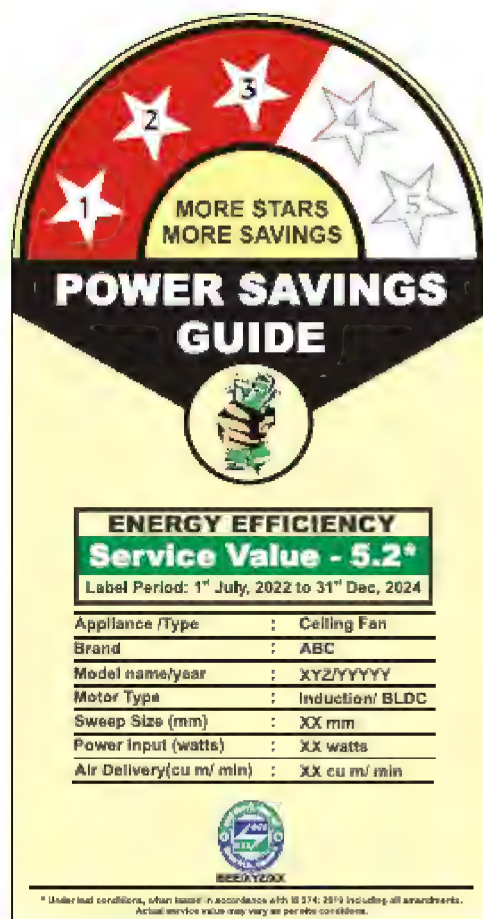 1 2 3 4 5
MORE STARS
MORE SAVINGS
POWER SAVINGS
GUIDE
ENERGY EFFICIENCY
Service Value - 5.2*
Label Period: 1st July, 2022 to 31st Dec, 2024
Appliance /Type : Ceiling Fan
Brand : ABC
Model name/year : XYZ/YYYYY
Motor Type : Induction/ BLDC
Sweep Size (mm) : XX mm
Power input (watts) : XX watts
Air Delivery(cu m/ min) : XX cu m/ min
* Under test conditions, when tested in accordance with IS 374: 2019 including all amendments.
Actual service value may vary as per site conditions.